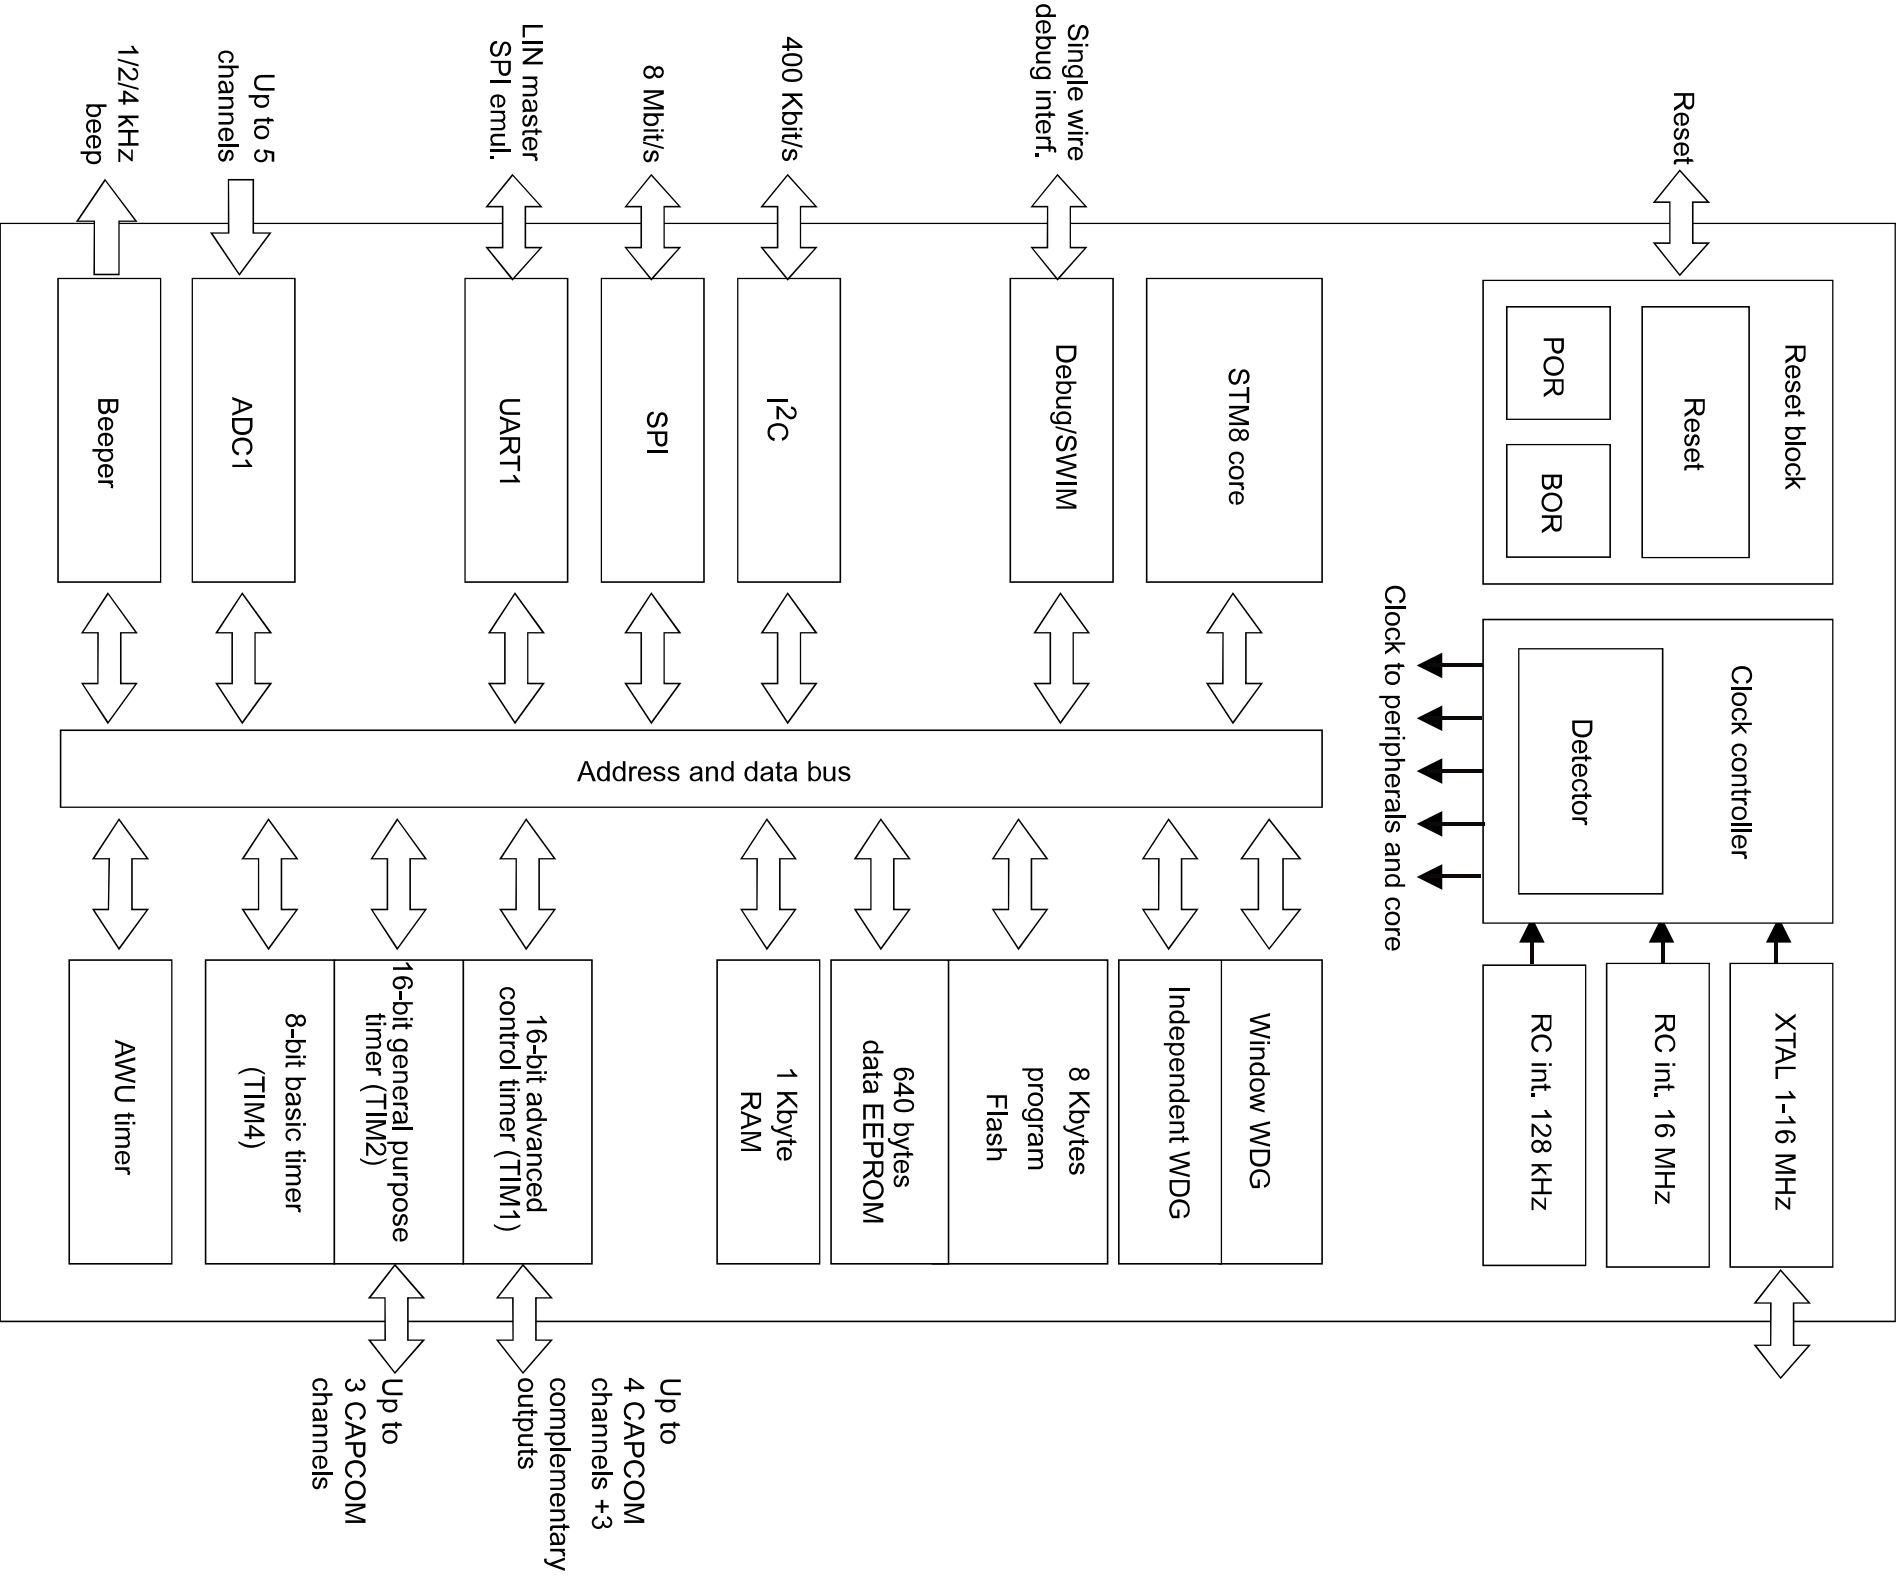 Reset
Reset block
Reset
POR
BOR
Clock controller
Detector
Clock to peripherals and core
XTAL 1-16 MHz
RC int. 16 MHz
RC int. 128 kHz
STM8 core
Window WDG
Independent WDG
Single wire
debug interf.
Debug/SWIM
8 Kbytes
program
Flash
640 bytes
data EEPROM
400 Kbit/s
I²C
1 Kbyte
RAM
Address and data bus
8 Mbit/s
SPI
LIN master
SPI emul.
UART1
16-bit advanced
control timer (TIM1)
Up to
4 CAPCOM
channels +3
complementary
outputs
16-bit general purpose
timer (TIM2)
Up to
3 CAPCOM
channels
Up to 5
channels
ADC1
8-bit basic timer
(TIM4)
1/2/4 kHz
beep
Beeper
AWU timer